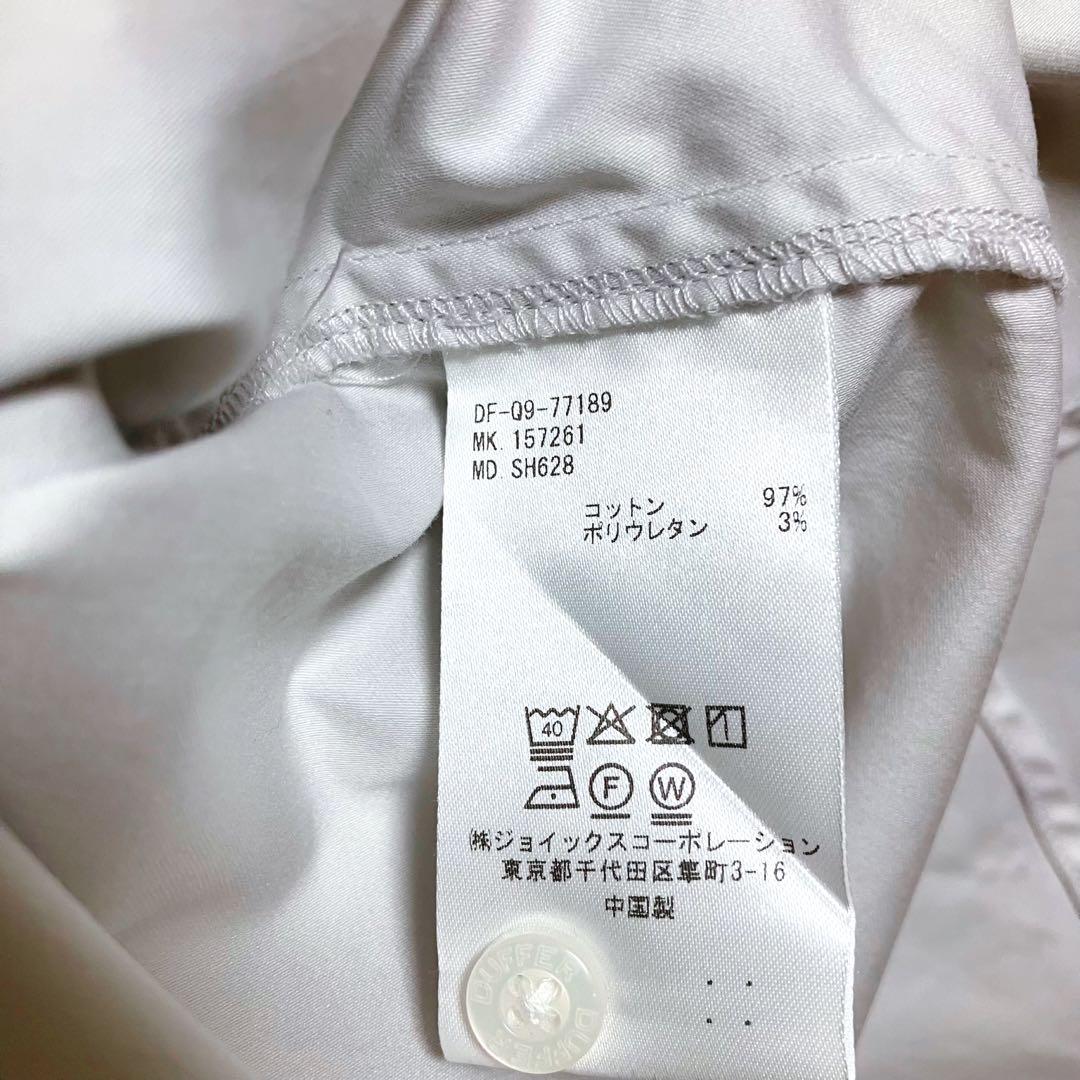 DF-Q9-77189
MK. 157261
MD. SH628
コットン 97%
ポリウレタン 3%
40
F W
㈱ジョイックスコーポレーション
東京都千代田区隼町3-16
中国製
DUFFER DUFFER